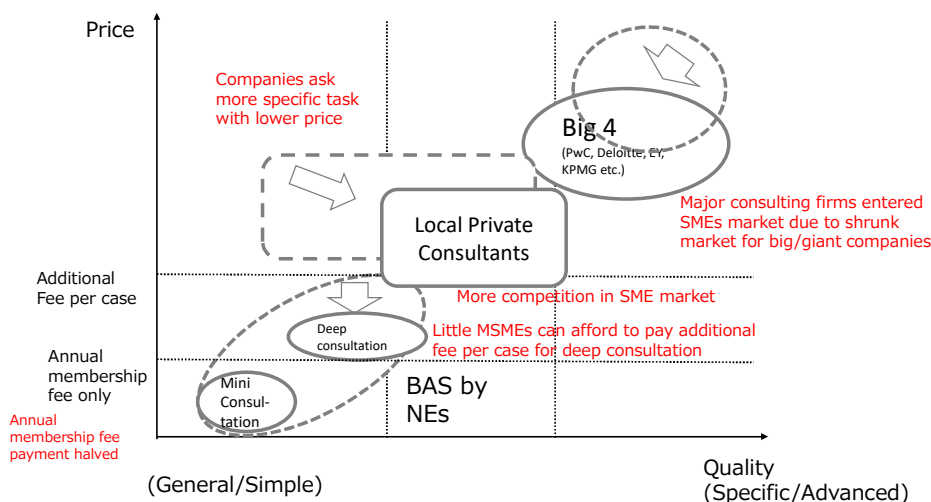 Price
Companies ask
more specific task
with lower price
Big 4
(PwC, Deloitte, EY,
KPMG etc.)
Major consulting firms entered
SMEs market due to shrunk
market for big/giant companies
Local Private
Consultants
Additional
Fee per case
More competition in SME market
Deep
consultation
Little MSMEs can afford to pay additional
fee per case for deep consultation
Annual
membership
fee only
Mini
Consul-
tation
BAS by
NEs
Annual
membership fee
payment halved
(General/Simple)
Quality
(Specific/Advanced)